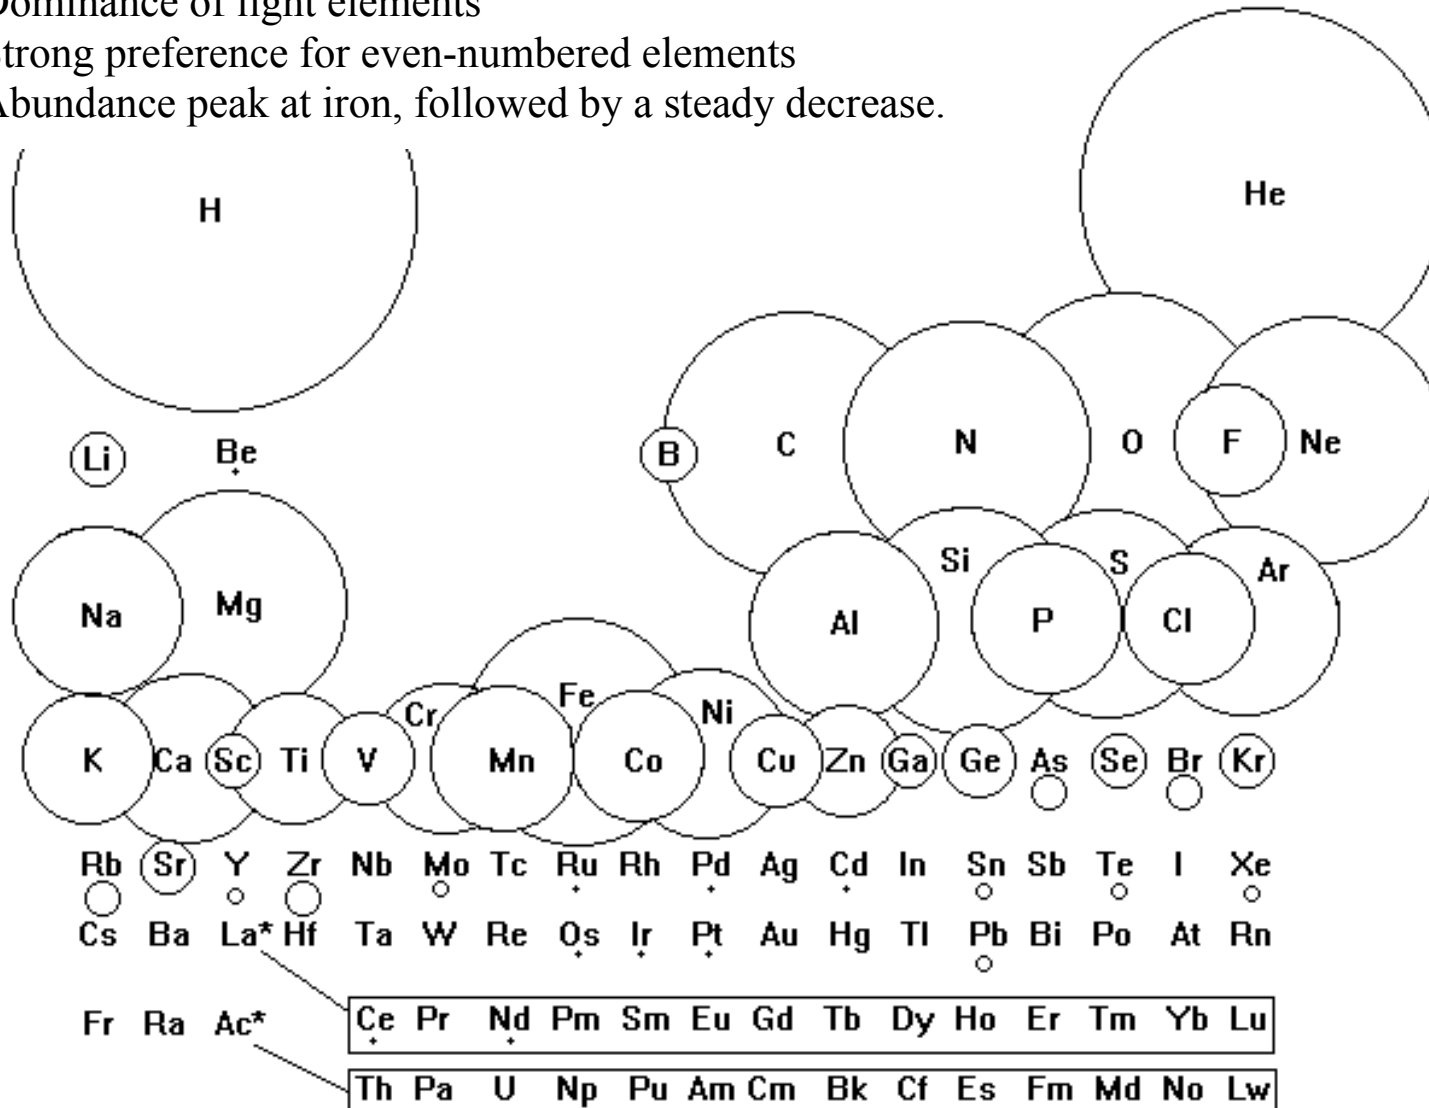 Dominance of light elements
Strong preference for even-numbered elements
Abundance peak at iron, followed by a steady decrease.
H He
Li Be B C N O F Ne
Na Mg Al Si P S Cl Ar
K Ca Sc Ti V Cr Mn Fe Co Ni Cu Zn Ga Ge As Se Br Kr
Rb Sr Y Zr Nb Mo Tc Ru Rh Pd Ag Cd In Sn Sb Te I Xe
Cs Ba La* Hf Ta W Re Os Ir Pt Au Hg Tl Pb Bi Po At Rn
Fr Ra Ac*
Ce Pr Nd Pm Sm Eu Gd Tb Dy Ho Er Tm Yb Lu
Th Pa U Np Pu Am Cm Bk Cf Es Fm Md No Lw